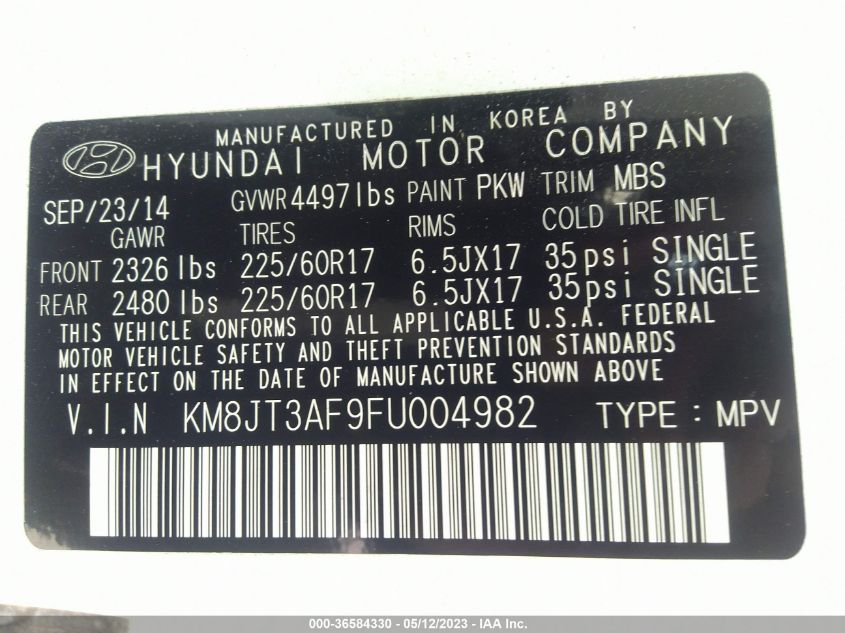 MANUFACTURED IN KOREA BY
HYUNDAI MOTOR COMPANY
SEP/23/14 GVWR 4497 lbs PAINT PKW TRIM MBS
GAWR TIRES RIMS COLD TIRE INFL
FRONT 2326 lbs 225/60R17 6.5JX17 35psi SINGLE
REAR 2480 lbs 225/60R17 6.5JX17 35psi SINGLE
THIS VEHICLE CONFORMS TO ALL APPLICABLE U.S.A. FEDERAL
MOTOR VEHICLE SAFETY AND THEFT PREVENTION STANDARDS
IN EFFECT ON THE DATE OF MANUFACTURE SHOWN ABOVE
V.I.N KM8JT3AF9FU004982 TYPE : MPV
000-36584330 - 05/12/2023 - IAA Inc.